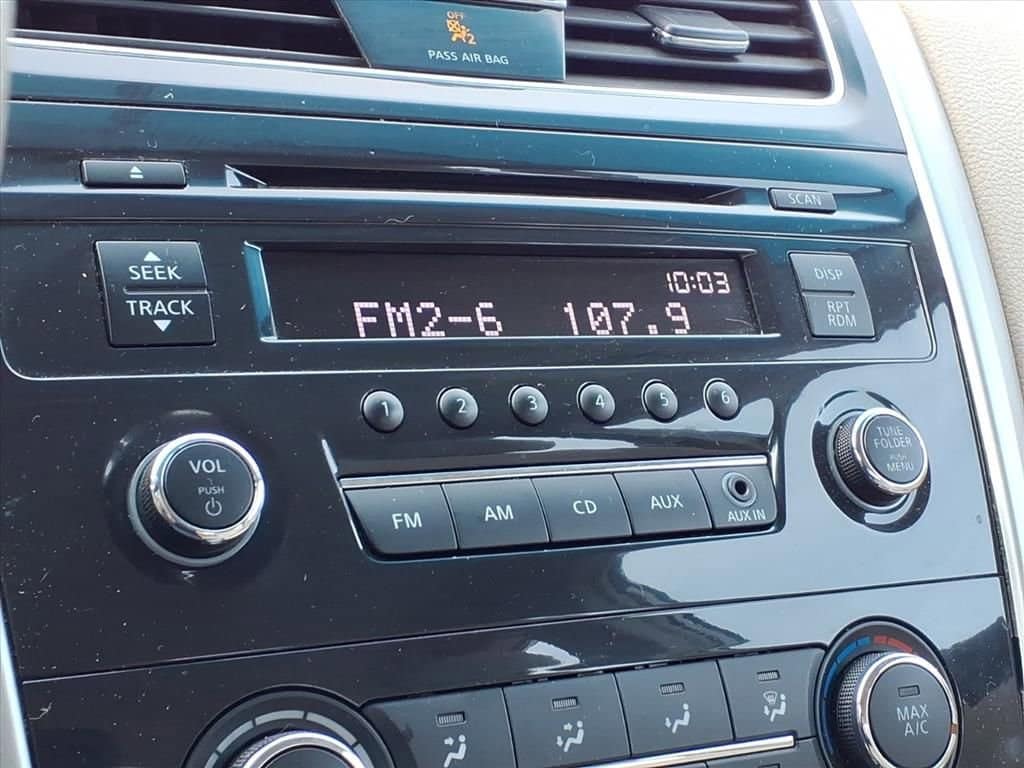 OFF
2
PASS AIR BAG
SCAN
SEEK
TRACK
10:03
FM2-6 107.9
DISP
RPT
RDM
1 2 3 4 5 6
VOL
PUSH
TUNE
FOLDER
PUSH
MENU
FM AM CD AUX
AUX IN
MAX
A/C